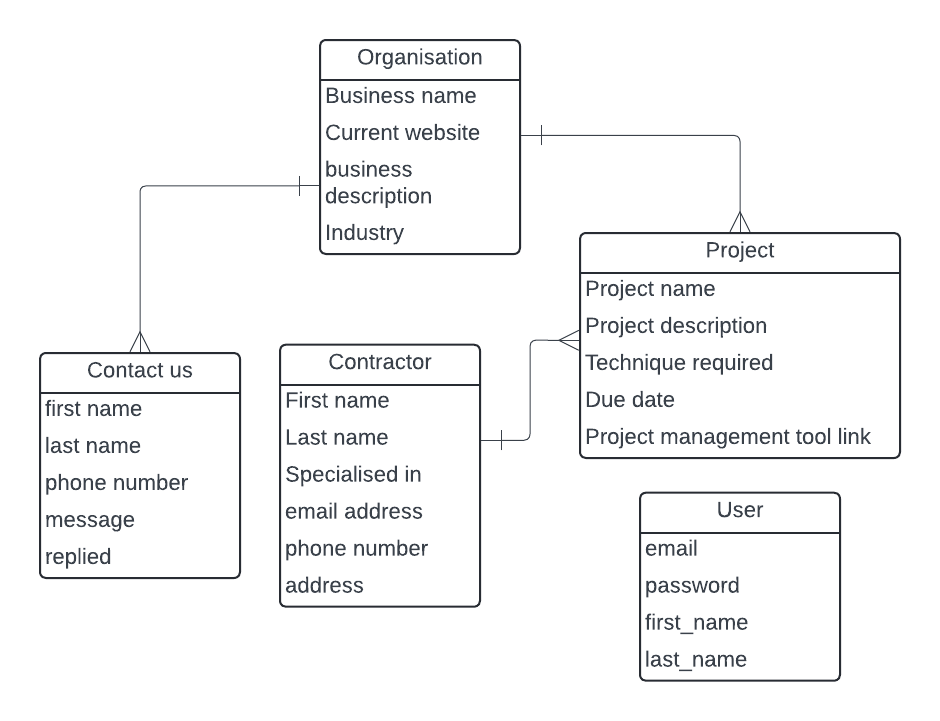 Organisation
Business name
Current website
business
description
Industry
Project
Project name
Project description
Technique required
Due date
Project management tool link
Contact us
first name
last name
phone number
message
replied
Contractor
First name
Last name
Specialised in
email address
phone number
address
User
email
password
first_name
last_name